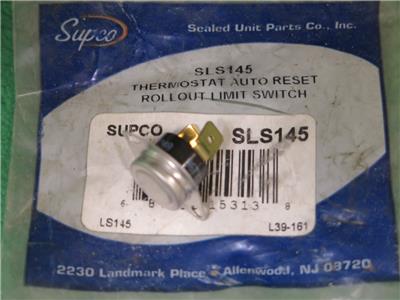 Supco
Sealed Unit Parts Co., Inc.
SLS145
THERMOSTAT AUTO RESET
ROLLOUT LIMIT SWITCH
SUPCO SLS145
15313
LS145 L39-161
2230 Landmark Place • Allenwood, NJ 08720